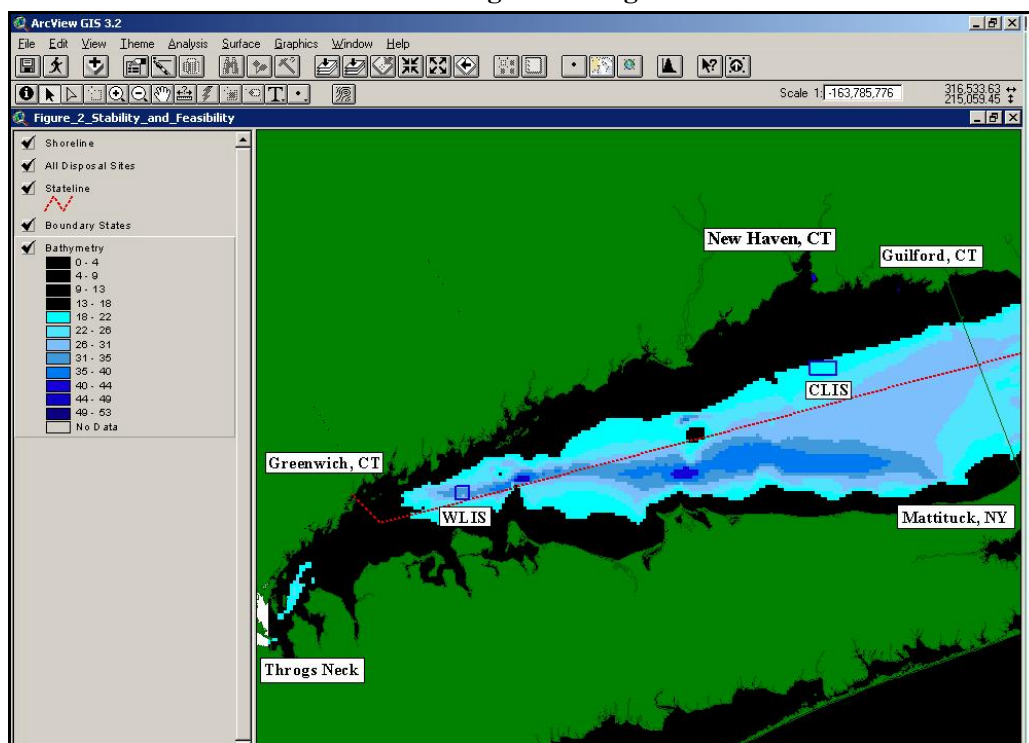 ArcView GIS 3.2
File Edit View Theme Analysis Surface Graphics Window Help
Scale 1: -163,785,776
316,533.63
215,059.45
Figure_2_Stability_and_Feasibility
Shoreline
All Disposal Sites
Stateline
Boundary States
Bathymetry
0 - 4
4 - 9
9 - 13
13 - 18
18 - 22
22 - 26
26 - 31
31 - 35
35 - 40
40 - 44
44 - 49
49 - 53
No Data
New Haven, CT
Guilford, CT
CLIS
Greenwich, CT
WLIS
Mattituck, NY
Throgs Neck